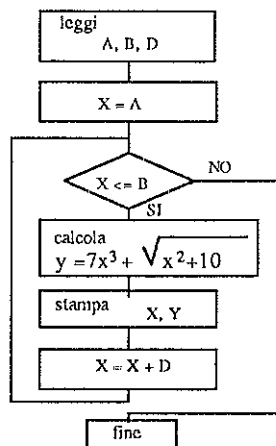 leggi
A, B, D
X = A
X <= B
NO
SI
calcola
y = 7x³ + √x²+10
stampa
X, Y
X = X + D
fine